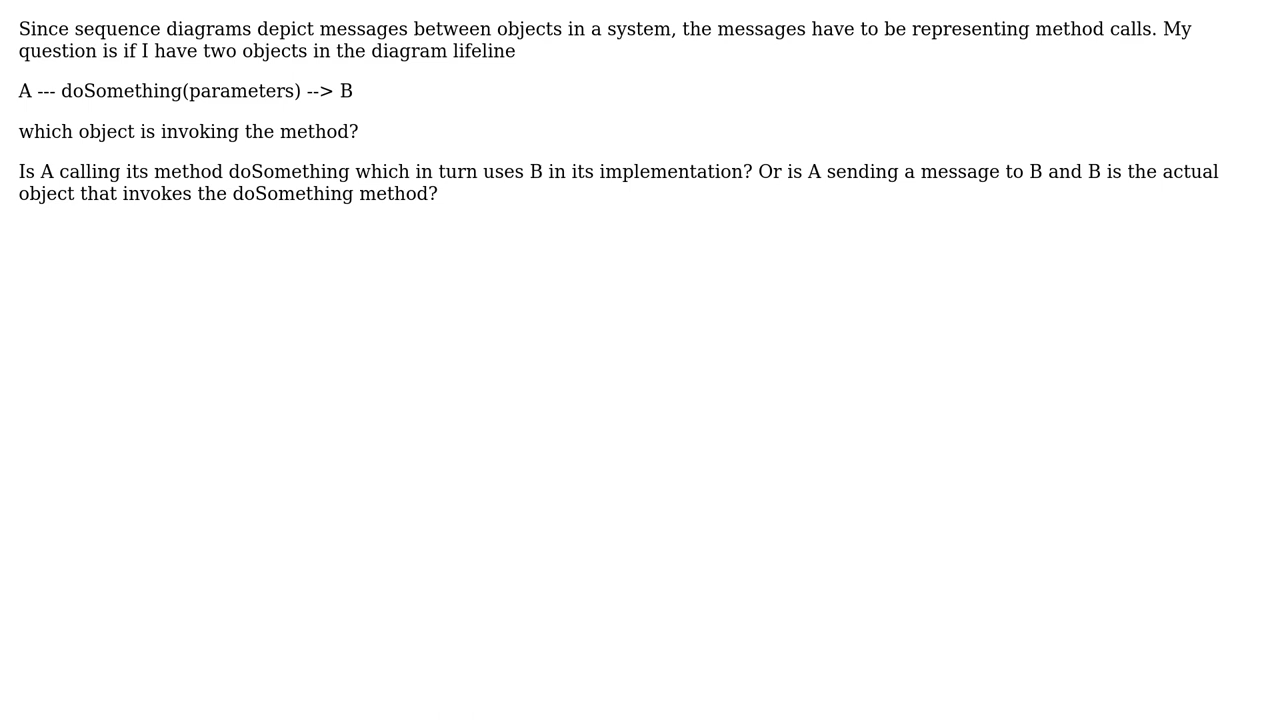 Since sequence diagrams depict messages between objects in a system, the messages have to be representing method calls. My
question is if I have two objects in the diagram lifeline
A --- doSomething(parameters) --> B
which object is invoking the method?
Is A calling its method doSomething which in turn uses B in its implementation? Or is A sending a message to B and B is the actual
object that invokes the doSomething method?